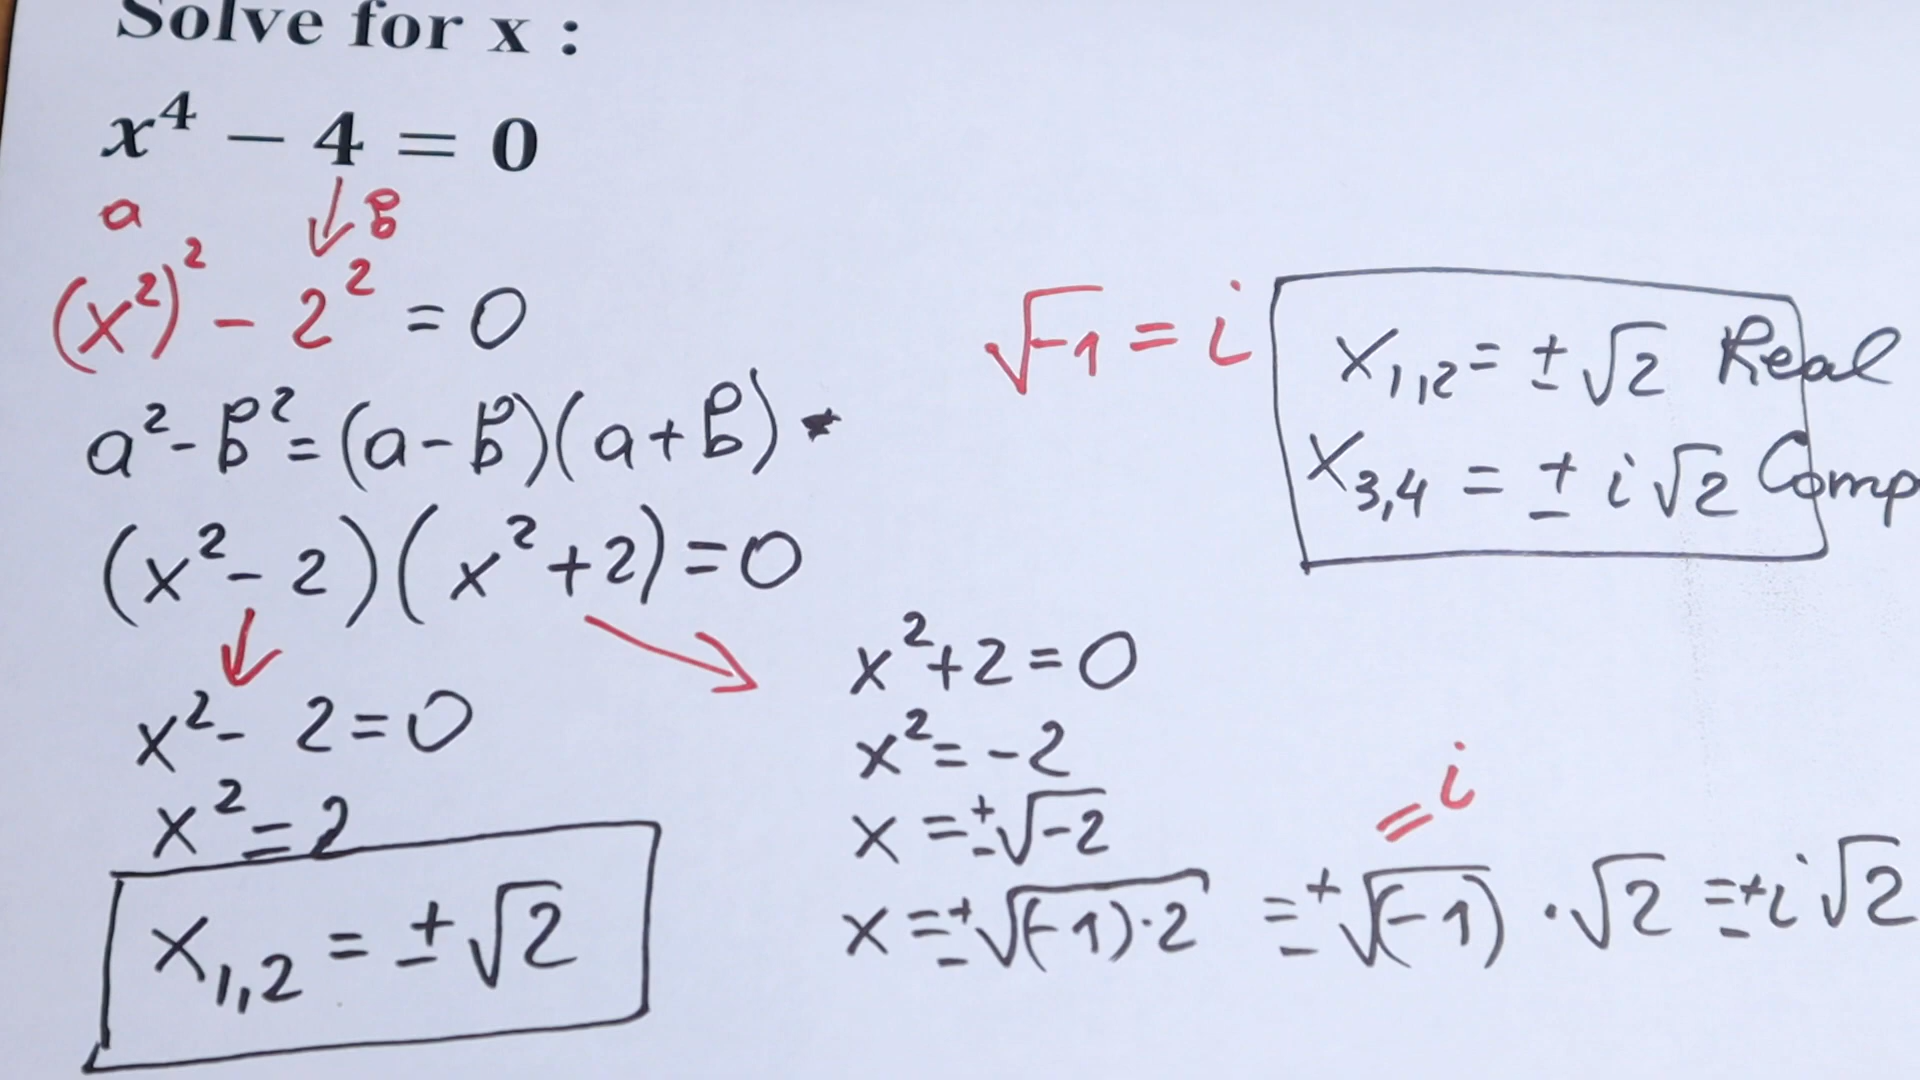 Solve for x :
x⁴ − 4 = 0
a ↓ b
(x²)² − 2² = 0
a² - b² = (a - b)(a + b)
(x² - 2)(x² + 2) = 0
x² - 2 = 0
x² = 2
x₁,₂ = ±√2
√-1 = i
x₁,₂ = ±√2 Real
x₃,₄ = ± i√2 Comp
x² + 2 = 0
x² = -2
x = ±√-2
= i
x = ±√(-1)·2 = ±√(-1) · √2 = ±i√2